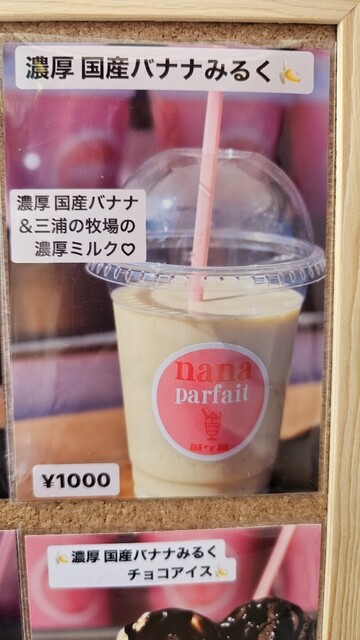 濃厚 国産バナナみるく🍌
濃厚 国産バナナ
&三浦の牧場の
濃厚ミルク♡
nana
parfait
¥1000
🍌濃厚 国産バナナみるく
チョコアイス🍌